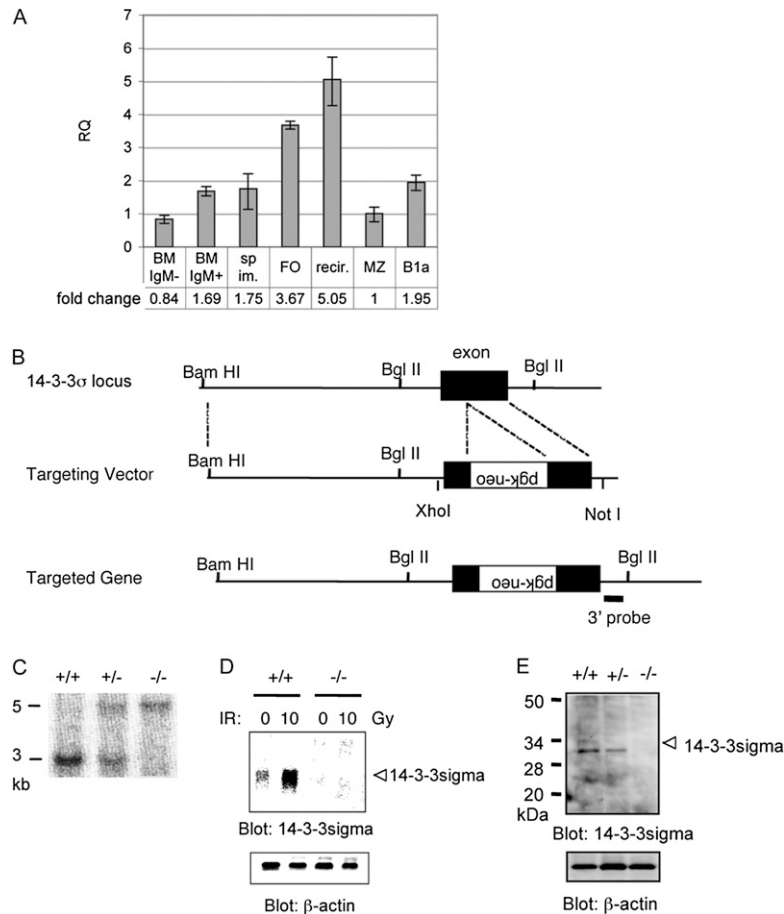 A
7
6
5
4
3
2
1
0
RQ
BM IgM- BM IgM+ sp im. FO recir. MZ B1a
fold change 0.84 1.69 1.75 3.67 5.05 1 1.95
B
exon
14-3-3σ locus Bam HI Bgl II Bgl II
Targeting Vector Bam HI Bgl II pgk-neo
XhoI Not I
Targeted Gene Bam HI Bgl II pgk-neo Bgl II
3' probe
C
+/+ +/- -/-
5
3
kb
D
+/+ -/-
IR: 0 10 0 10 Gy
14-3-3sigma
Blot: 14-3-3sigma
Blot: β-actin
E
+/+ +/- -/-
50
34
28
20
kDa
14-3-3sigma
Blot: 14-3-3sigma
Blot: β-actin